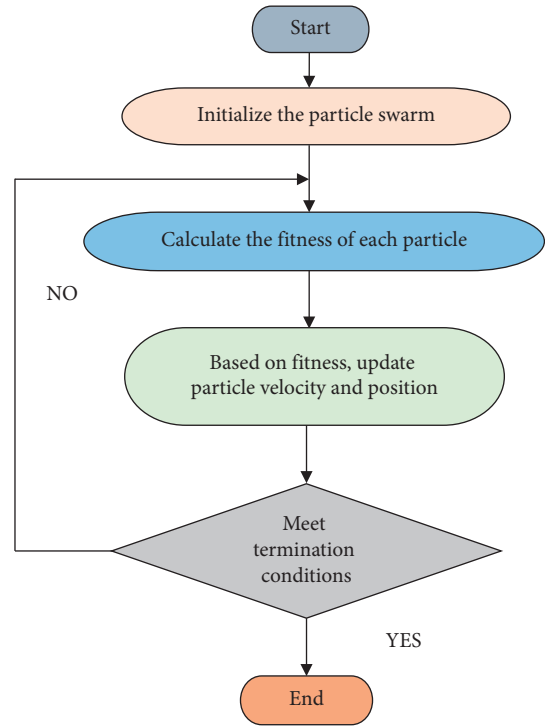 Start
Initialize the particle swarm
Calculate the fitness of each particle
NO
Based on fitness, update
particle velocity and position
Meet
termination
conditions
YES
End